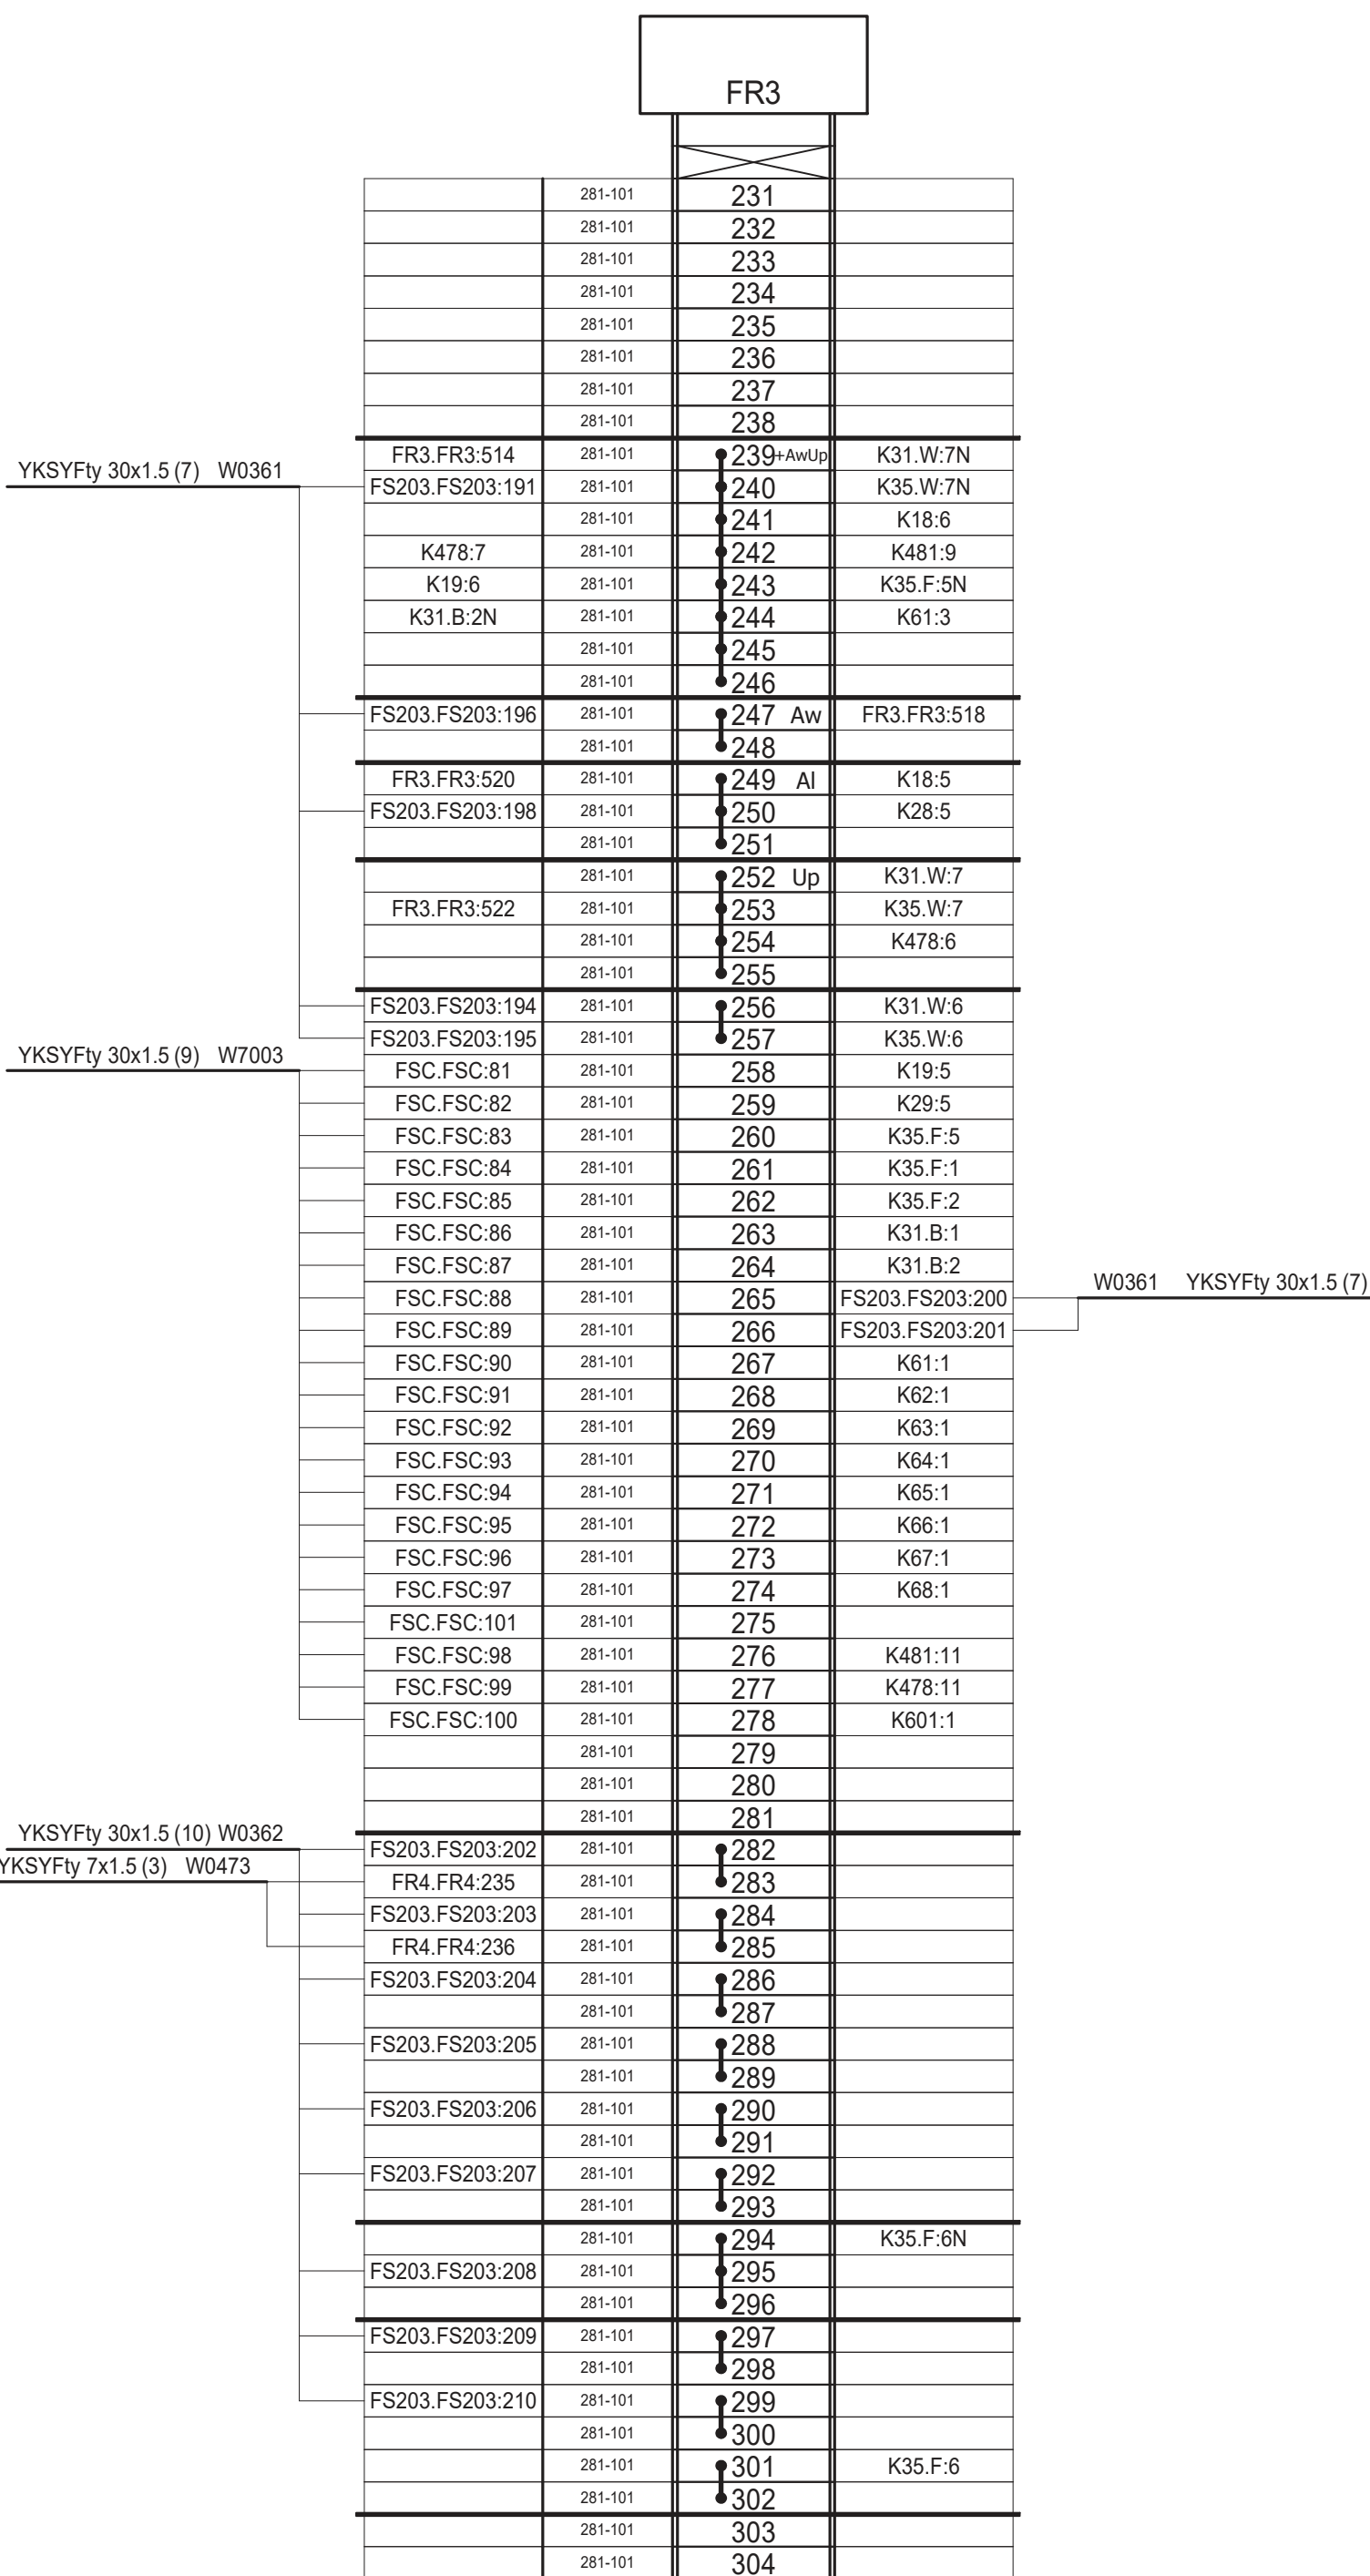 FR3
281-101 231
281-101 232
281-101 233
281-101 234
281-101 235
281-101 236
281-101 237
281-101 238
FR3.FR3:514 281-101 239 +AwUp K31.W:7N
YKSYFty 30x1.5 (7) W0361
FS203.FS203:191 281-101 240 K35.W:7N
281-101 241 K18:6
K478:7 281-101 242 K481:9
K19:6 281-101 243 K35.F:5N
K31.B:2N 281-101 244 K61:3
281-101 245
281-101 246
FS203.FS203:196 281-101 247 Aw FR3.FR3:518
281-101 248
FR3.FR3:520 281-101 249 Al K18:5
FS203.FS203:198 281-101 250 K28:5
281-101 251
281-101 252 Up K31.W:7
FR3.FR3:522 281-101 253 K35.W:7
281-101 254 K478:6
281-101 255
FS203.FS203:194 281-101 256 K31.W:6
FS203.FS203:195 281-101 257 K35.W:6
YKSYFty 30x1.5 (9) W7003
FSC.FSC:81 281-101 258 K19:5
FSC.FSC:82 281-101 259 K29:5
FSC.FSC:83 281-101 260 K35.F:5
FSC.FSC:84 281-101 261 K35.F:1
FSC.FSC:85 281-101 262 K35.F:2
FSC.FSC:86 281-101 263 K31.B:1
FSC.FSC:87 281-101 264 K31.B:2
W0361 YKSYFty 30x1.5 (7)
FSC.FSC:88 281-101 265 FS203.FS203:200
FSC.FSC:89 281-101 266 FS203.FS203:201
FSC.FSC:90 281-101 267 K61:1
FSC.FSC:91 281-101 268 K62:1
FSC.FSC:92 281-101 269 K63:1
FSC.FSC:93 281-101 270 K64:1
FSC.FSC:94 281-101 271 K65:1
FSC.FSC:95 281-101 272 K66:1
FSC.FSC:96 281-101 273 K67:1
FSC.FSC:97 281-101 274 K68:1
FSC.FSC:101 281-101 275
FSC.FSC:98 281-101 276 K481:11
FSC.FSC:99 281-101 277 K478:11
FSC.FSC:100 281-101 278 K601:1
281-101 279
281-101 280
281-101 281
YKSYFty 30x1.5 (10) W0362
FS203.FS203:202 281-101 282
YKSYFty 7x1.5 (3) W0473
FR4.FR4:235 281-101 283
FS203.FS203:203 281-101 284
FR4.FR4:236 281-101 285
FS203.FS203:204 281-101 286
281-101 287
FS203.FS203:205 281-101 288
281-101 289
FS203.FS203:206 281-101 290
281-101 291
FS203.FS203:207 281-101 292
281-101 293
281-101 294 K35.F:6N
FS203.FS203:208 281-101 295
281-101 296
FS203.FS203:209 281-101 297
281-101 298
FS203.FS203:210 281-101 299
281-101 300
281-101 301 K35.F:6
281-101 302
281-101 303
281-101 304